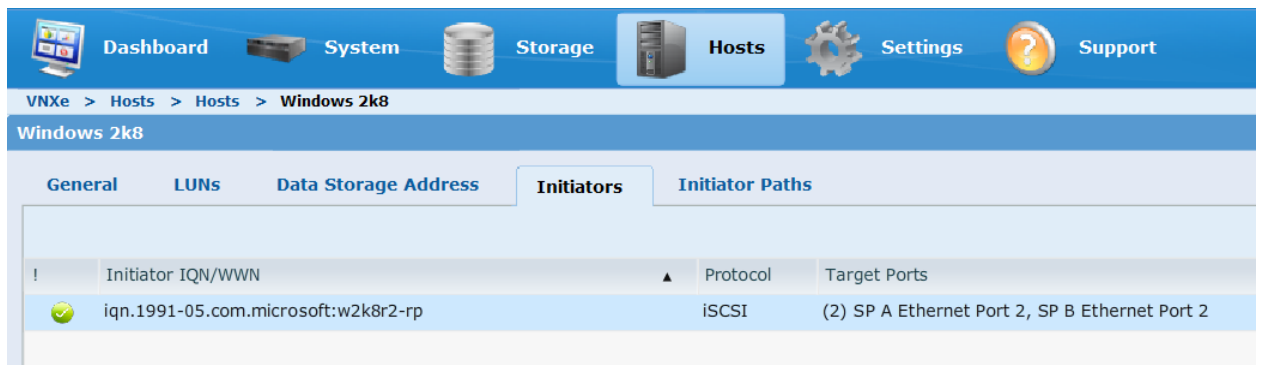 Dashboard System Storage Hosts Settings Support
VNXe > Hosts > Hosts > Windows 2k8
Windows 2k8
General LUNs Data Storage Address Initiators Initiator Paths
! Initiator IQN/WWN ▲ Protocol Target Ports
iqn.1991-05.com.microsoft:w2k8r2-rp iSCSI (2) SP A Ethernet Port 2, SP B Ethernet Port 2